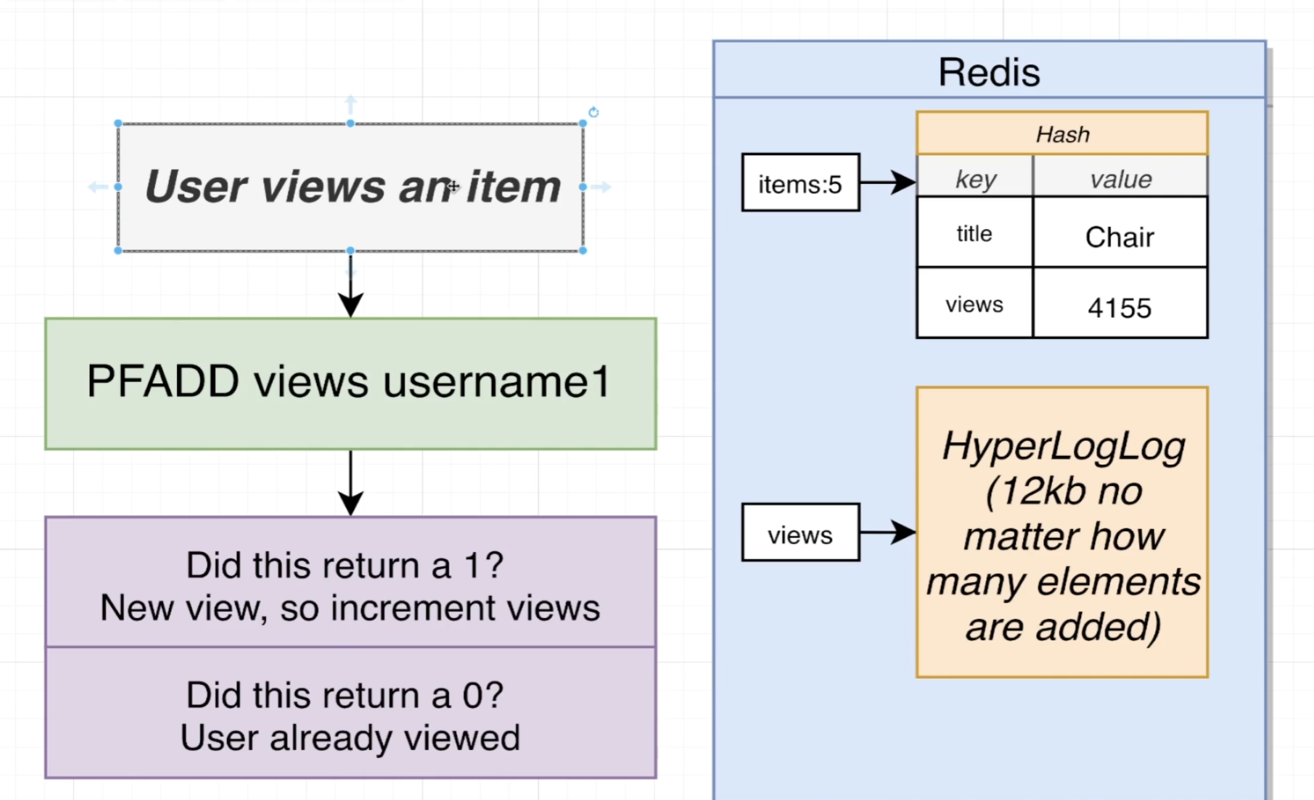 User views an item
PFADD views username1
Did this return a 1?
New view, so increment views
Did this return a 0?
User already viewed
Redis
Hash
items:5
key value
title Chair
views 4155
views
HyperLogLog
(12kb no
matter how
many elements
are added)